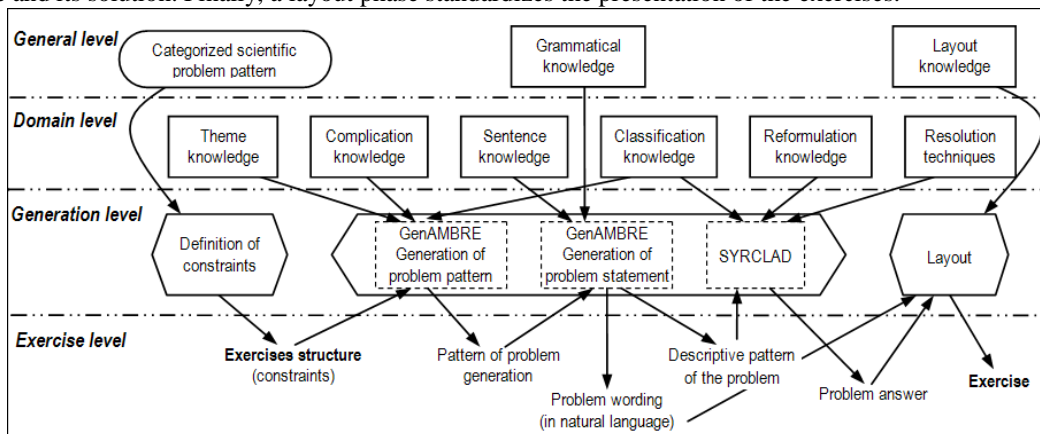 and its solution. Finally, a layout phase standardizes the presentation of the exercises.
General level
Categorized scientific
problem pattern
Grammatical
knowledge
Layout
knowledge
Domain level
Theme
knowledge
Complication
knowledge
Sentence
knowledge
Classification
knowledge
Reformulation
knowledge
Resolution
techniques
Generation level
Definition of
constraints
GenAMBRE
Generation of
problem pattern
GenAMBRE
Generation of
problem statement
SYRCLAD
Layout
Exercise level
Exercises structure
(constraints)
Pattern of problem
generation
Problem wording
(in natural language)
Descriptive pattern
of the problem
Problem answer
Exercise